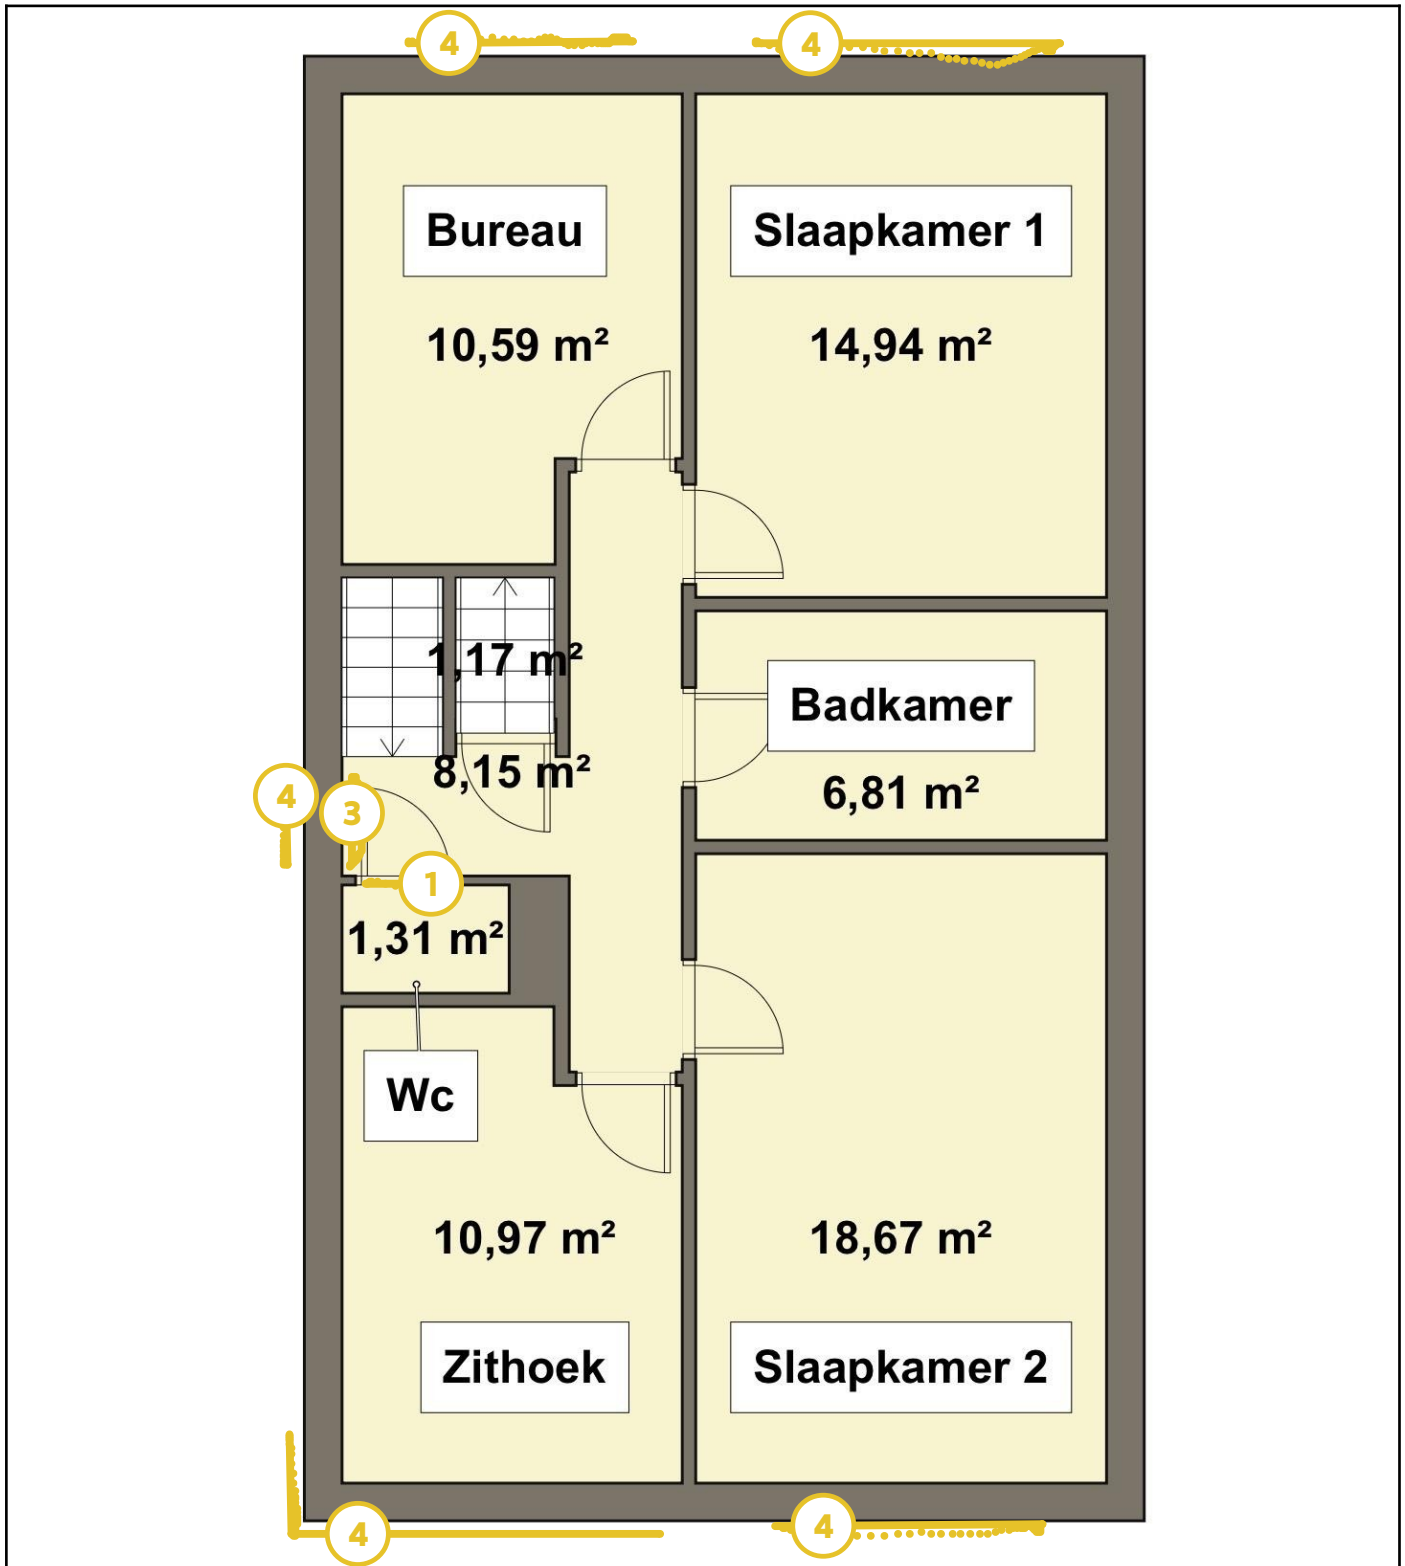 4
4
Bureau
Slaapkamer 1
10,59 m²
14,94 m²
1,17 m²
Badkamer
8,15 m²
6,81 m²
4
3
1
1,31 m²
Wc
10,97 m²
18,67 m²
Zithoek
Slaapkamer 2
4
4